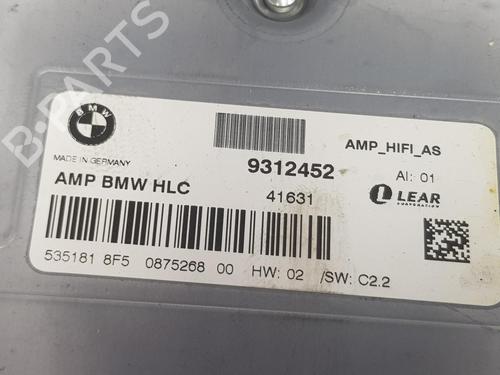 B-PARTS
BMW
AMP_HIFI_AS
MADE IN GERMANY
9312452
AI: 01
AMP BMW HLC
41631
LEAR
CORPORATION
535181 8F5 0875268 00 HW: 02 /SW: C2.2